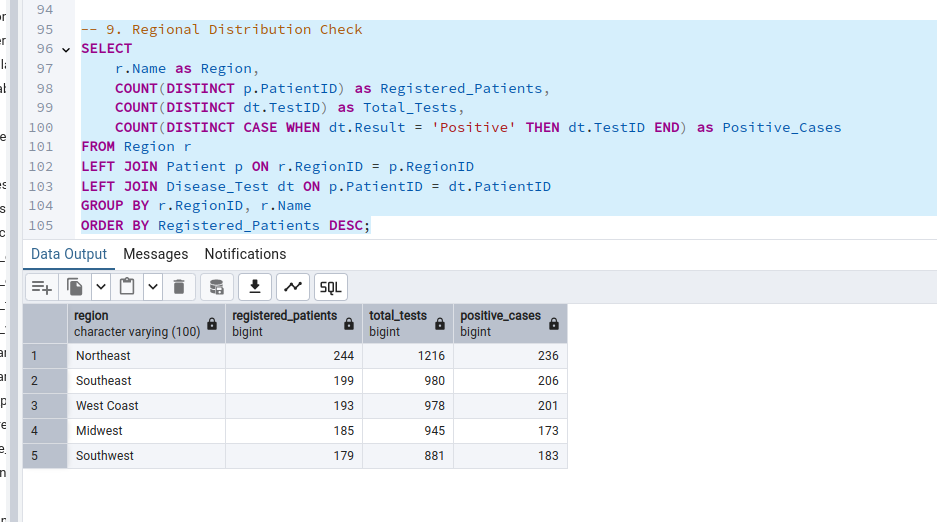 94
95 -- 9. Regional Distribution Check
96 SELECT
97 r.Name as Region,
98 COUNT(DISTINCT p.PatientID) as Registered_Patients,
99 COUNT(DISTINCT dt.TestID) as Total_Tests,
100 COUNT(DISTINCT CASE WHEN dt.Result = 'Positive' THEN dt.TestID END) as Positive_Cases
101 FROM Region r
102 LEFT JOIN Patient p ON r.RegionID = p.RegionID
103 LEFT JOIN Disease_Test dt ON p.PatientID = dt.PatientID
104 GROUP BY r.RegionID, r.Name
105 ORDER BY Registered_Patients DESC;
Data Output Messages Notifications
SQL
region registered_patients total_tests positive_cases
character varying (100) bigint bigint bigint
1 Northeast 244 1216 236
2 Southeast 199 980 206
3 West Coast 193 978 201
4 Midwest 185 945 173
5 Southwest 179 881 183